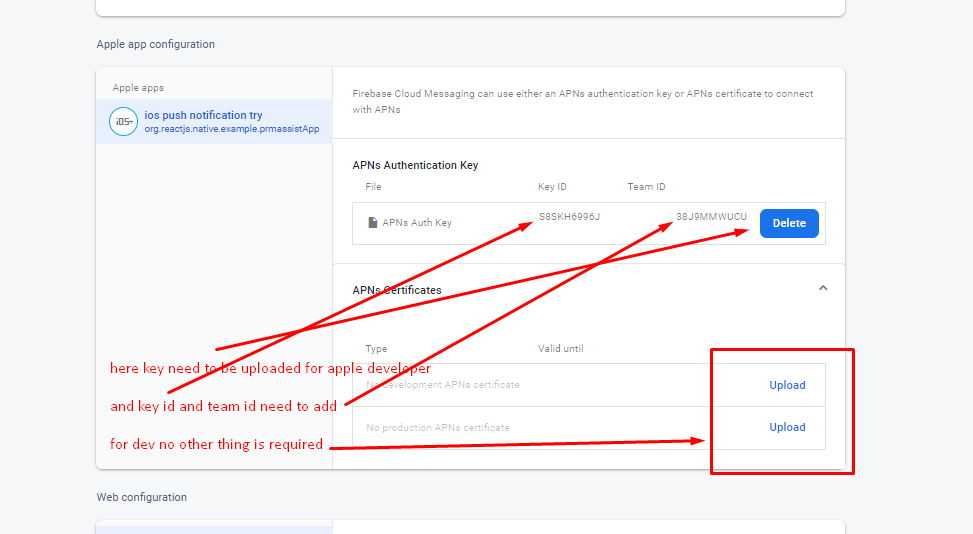 Apple app configuration
Apple apps
iOS+
ios push notification try
org.reactjs.native.example.prmassistApp
Firebase Cloud Messaging can use either an APNs authentication key or APNs certificate to connect
with APNs
APNs Authentication Key
File Key ID Team ID
APNs Auth Key S8SKH6996J 38J9MMWUCU Delete
APNs Certificates
Type Valid until
here key need to be uploaded for apple developer
No development APNs certificate Upload
and key id and team id need to add
No production APNs certificate Upload
for dev no other thing is required
Web configuration